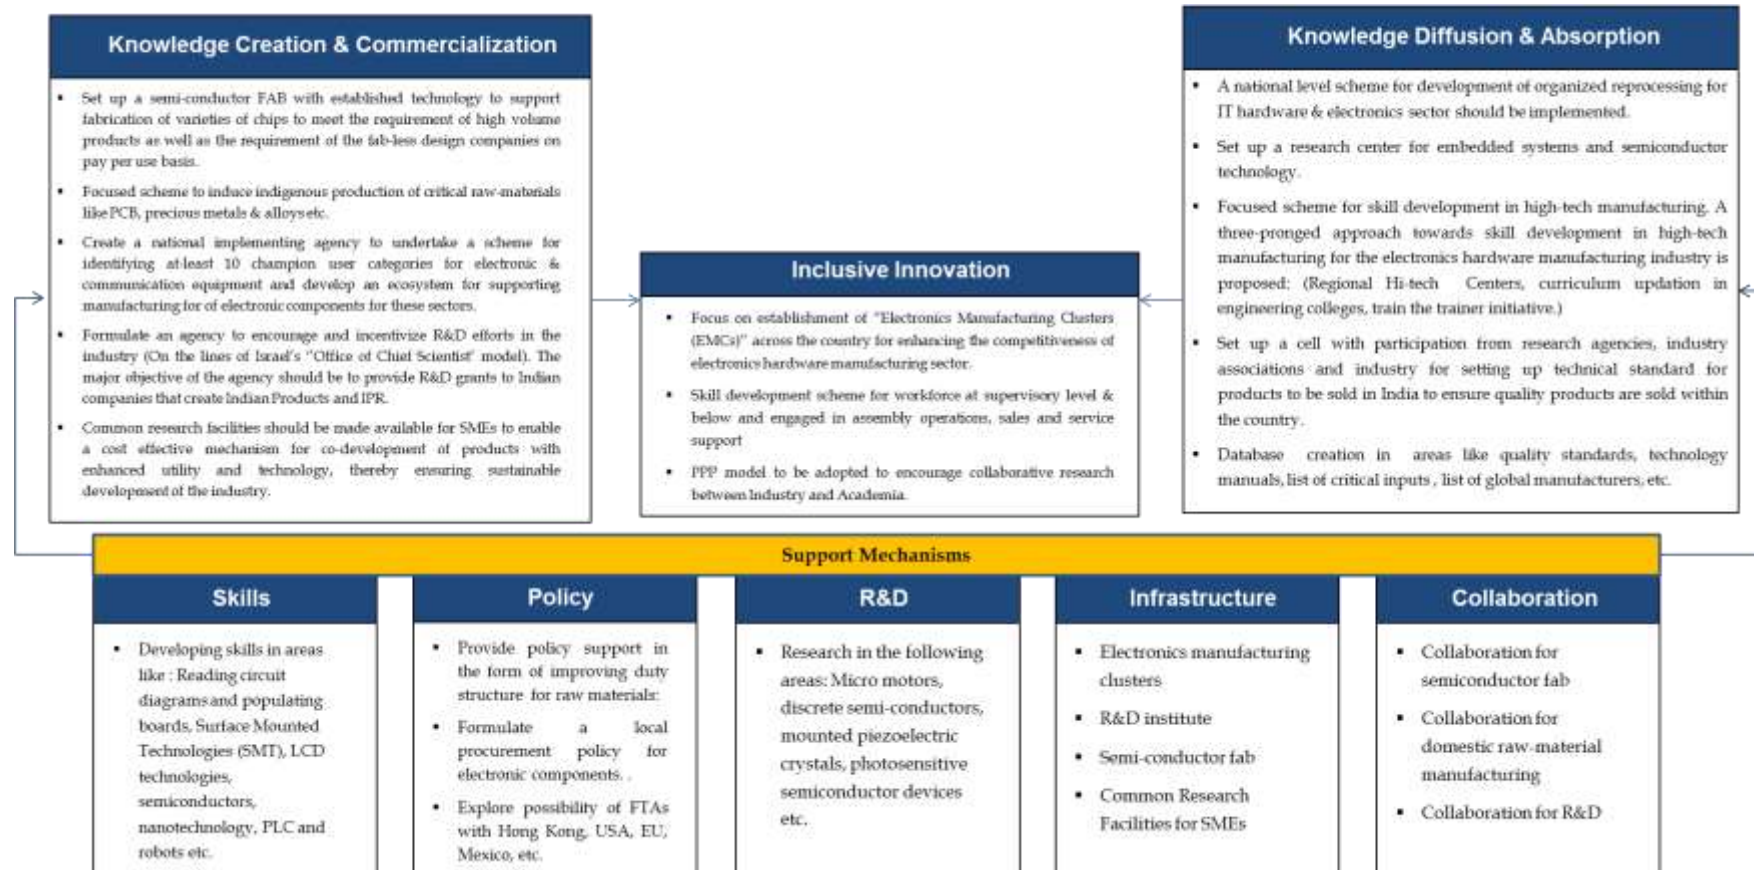 Knowledge Creation & Commercialization
▪ Set up a semi-conductor FAB with established technology to support
fabrication of varieties of chips to meet the requirement of high volume
products as well as the requirement of the fab-less design companies on
pay per use basis.
▪ Focused scheme to induce indigenous production of critical raw-materials
like PCB, precious metals & alloys etc.
▪ Create a national implementing agency to undertake a scheme for
identifying at-least 10 champion user categories for electronic &
communication equipment and develop an ecosystem for supporting
manufacturing for of electronic components for these sectors.
▪ Formulate an agency to encourage and incentivize R&D efforts in the
industry (On the lines of Israel's "Office of Chief Scientist' model). The
major objective of the agency should be to provide R&D grants to Indian
companies that create Indian Products and IPR.
▪ Common research facilities should be made available for SMEs to enable
a cost effective mechanism for co-development of products with
enhanced utility and technology, thereby ensuring sustainable
development of the industry.
Inclusive Innovation
▪ Focus on establishment of "Electronics Manufacturing Clusters
(EMCs)" across the country for enhancing the competitiveness of
electronics hardware manufacturing sector.
▪ Skill development scheme for workforce at supervisory level &
below and engaged in assembly operations, sales and service
support
▪ PPP model to be adopted to encourage collaborative research
between Industry and Academia.
Knowledge Diffusion & Absorption
▪ A national level scheme for development of organized reprocessing for
IT hardware & electronics sector should be implemented.
▪ Set up a research center for embedded systems and semiconductor
technology.
▪ Focused scheme for skill development in high-tech manufacturing. A
three-pronged approach towards skill development in high-tech
manufacturing for the electronics hardware manufacturing industry is
proposed: (Regional Hi-tech Centers, curriculum updation in
engineering colleges, train the trainer initiative.)
▪ Set up a cell with participation from research agencies, industry
associations and industry for setting up technical standard for
products to be sold in India to ensure quality products are sold within
the country.
▪ Database creation in areas like quality standards, technology
manuals, list of critical inputs , list of global manufacturers, etc.
Support Mechanisms
Skills
▪ Developing skills in areas
like : Reading circuit
diagrams and populating
boards, Surface Mounted
Technologies (SMT), LCD
technologies,
semiconductors,
nanotechnology, PLC and
robots etc.
Policy
▪ Provide policy support in
the form of improving duty
structure for raw materials:
▪ Formulate a local
procurement policy for
electronic components. .
▪ Explore possibility of FTAs
with Hong Kong, USA, EU,
Mexico, etc.
R&D
▪ Research in the following
areas: Micro motors,
discrete semi-conductors,
mounted piezoelectric
crystals, photosensitive
semiconductor devices
etc.
Infrastructure
▪ Electronics manufacturing
clusters
▪ R&D institute
▪ Semi-conductor fab
▪ Common Research
Facilities for SMEs
Collaboration
▪ Collaboration for
semiconductor fab
▪ Collaboration for
domestic raw-material
manufacturing
▪ Collaboration for R&D